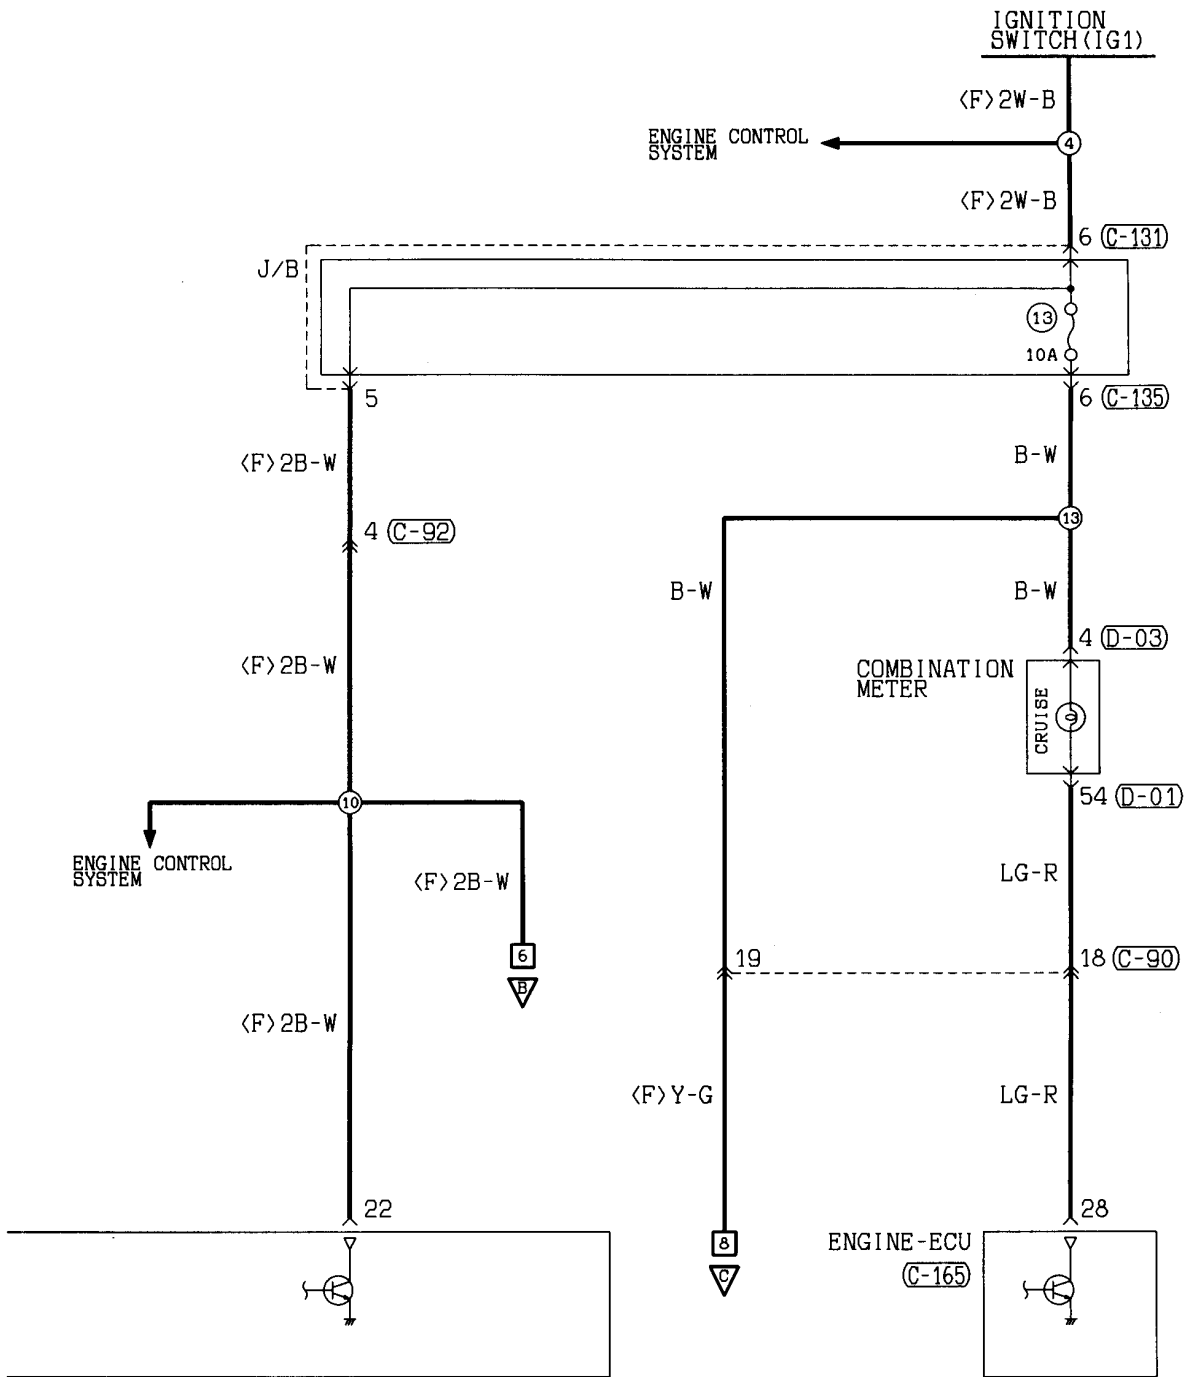 IGNITION
SWITCH(IG1)
<F>2W-B
ENGINE CONTROL
SYSTEM
4
<F>2W-B
6 C-131
J/B
13
10A
5
6 C-135
<F>2B-W
B-W
4 C-92
13
B-W
B-W
4 D-03
<F>2B-W
COMBINATION
METER
CRUISE
10
54 D-01
ENGINE CONTROL
SYSTEM
<F>2B-W
LG-R
6
19
18 C-90
B
<F>2B-W
<F>Y-G
LG-R
22
28
8
ENGINE-ECU
C
C-165